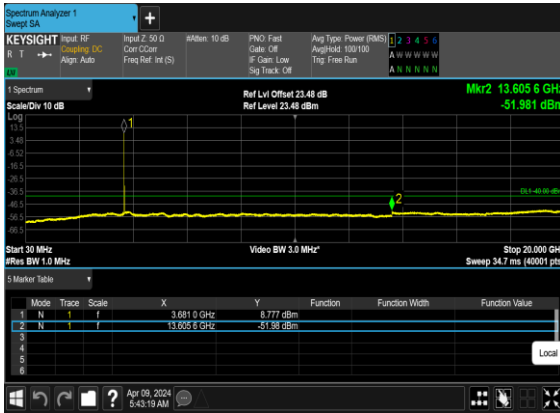 Spectrum Analyzer 1
Swept SA
+
KEYSIGHT Input: RF Input Z: 50 Ω #Atten: 10 dB PNO: Fast Avg Type: Power (RMS) 1 2 3 4 5 6
R T Coupling: DC Corr CCorr Gate: Off Avg|Hold: 100/100 A W W W W W
Align: Auto Freq Ref: Int (S) IF Gain: Low Trig: Free Run
LXI Sig Track: Off A N N N N N
1 Spectrum Ref Lvl Offset 23.48 dB Mkr2 13.605 6 GHz
Scale/Div 10 dB Ref Level 23.48 dBm -51.981 dBm
Log
13.5
3.48
-6.52
-16.5
-26.5
-36.5
-46.5
-56.5
-66.5
1
2
DL1 -40.00 dBm
Start 30 MHz Video BW 3.0 MHz* Stop 20.000 GHz
#Res BW 1.0 MHz Sweep 34.7 ms (40001 pts)
5 Marker Table
Mode Trace Scale X Y Function Function Width Function Value
1 N 1 f 3.681 0 GHz 8.777 dBm
2 N 1 f 13.605 6 GHz -51.98 dBm
3
4
5
6
Local
? Apr 09, 2024
5:43:19 AM